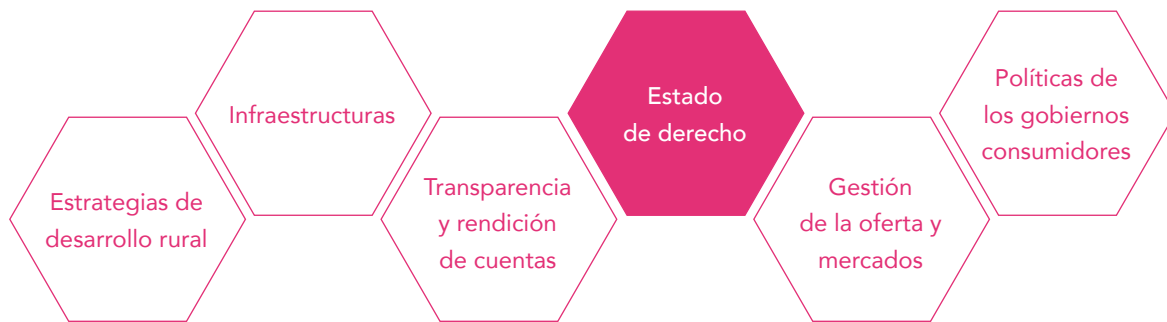 Estrategias de
desarrollo rural
Infraestructuras
Transparencia
y rendición
de cuentas
Estado
de derecho
Gestión
de la oferta y
mercados
Políticas de
los gobiernos
consumidores